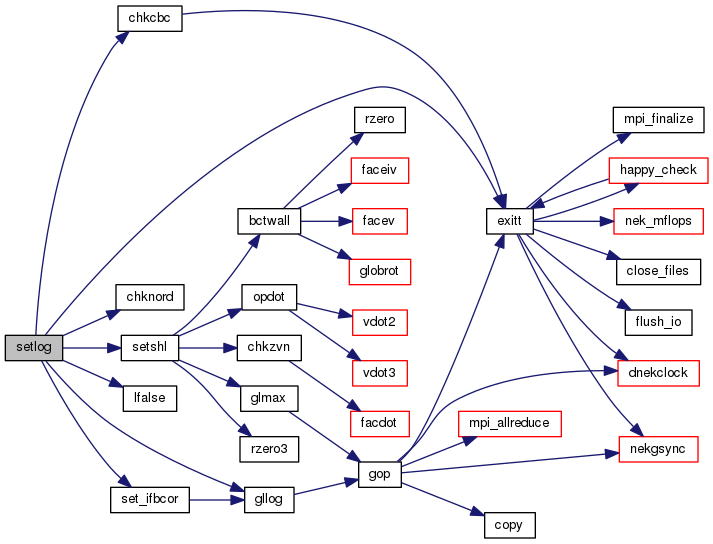 chkcbc
rzero
mpi_finalize
faceiv
happy_check
bctwall
facev
exitt
nek_mflops
globrot
close_files
chknord
opdot
vdot2
flush_io
setlog
setshl
chkzvn
vdot3
dnekclock
lfalse
glmax
facdot
mpi_allreduce
rzero3
nekgsync
gop
set_ifbcor
gllog
copy